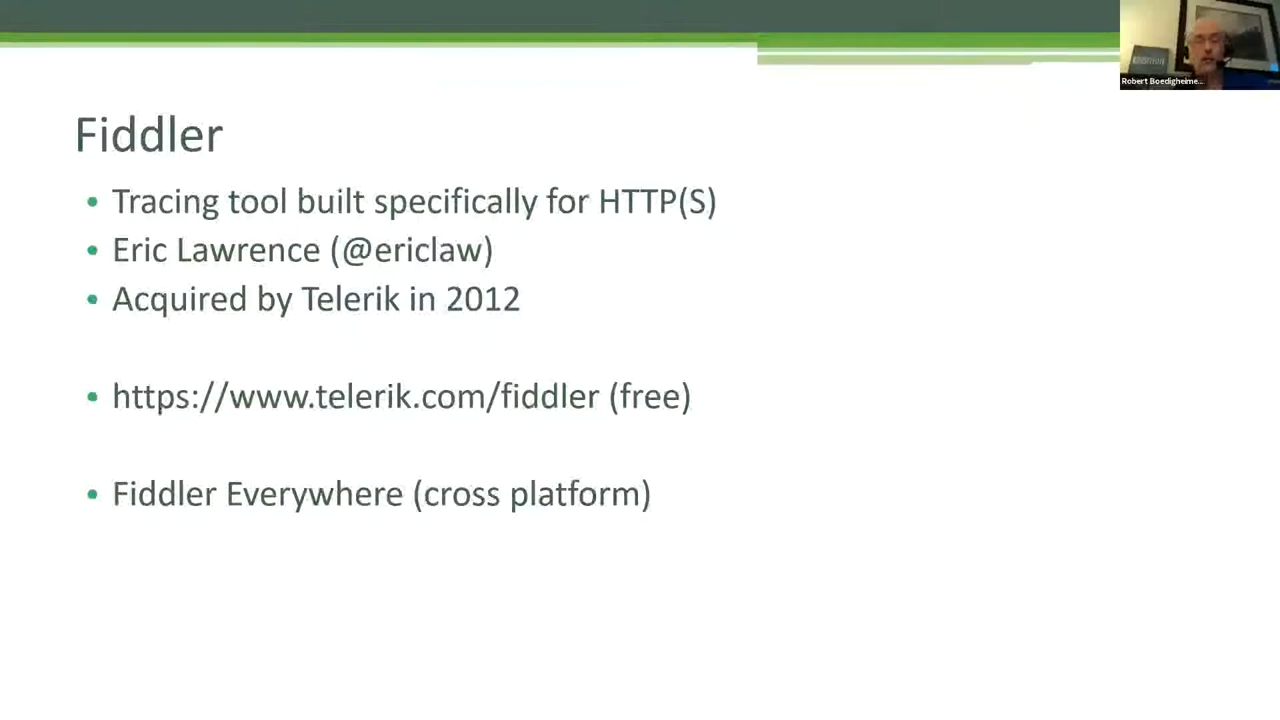 Robert Boedigheime...
Fiddler
• Tracing tool built specifically for HTTP(S)
• Eric Lawrence (@ericlaw)
• Acquired by Telerik in 2012
• https://www.telerik.com/fiddler (free)
• Fiddler Everywhere (cross platform)